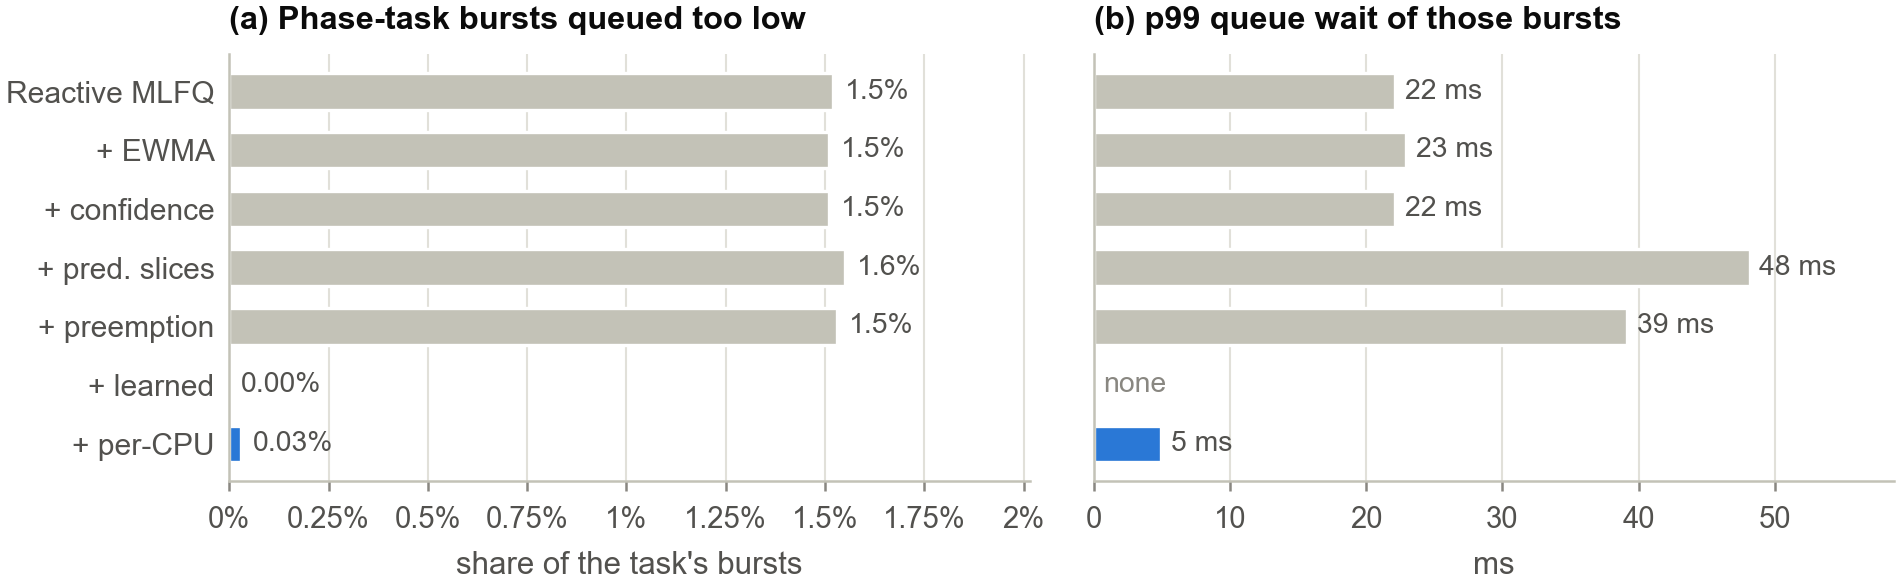 (a) Phase-task bursts queued too low
Reactive MLFQ 1.5%
+ EWMA 1.5%
+ confidence 1.5%
+ pred. slices 1.6%
+ preemption 1.5%
+ learned 0.00%
+ per-CPU 0.03%
0% 0.25% 0.5% 0.75% 1% 1.25% 1.5% 1.75% 2%
share of the task's bursts
(b) p99 queue wait of those bursts
22 ms
23 ms
22 ms
48 ms
39 ms
none
5 ms
0 10 20 30 40 50
ms